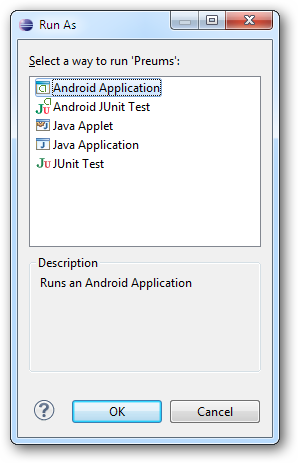 Run As
Select a way to run 'Preums':
Android Application
Android JUnit Test
Java Applet
Java Application
JUnit Test
Description
Runs an Android Application
OK
Cancel